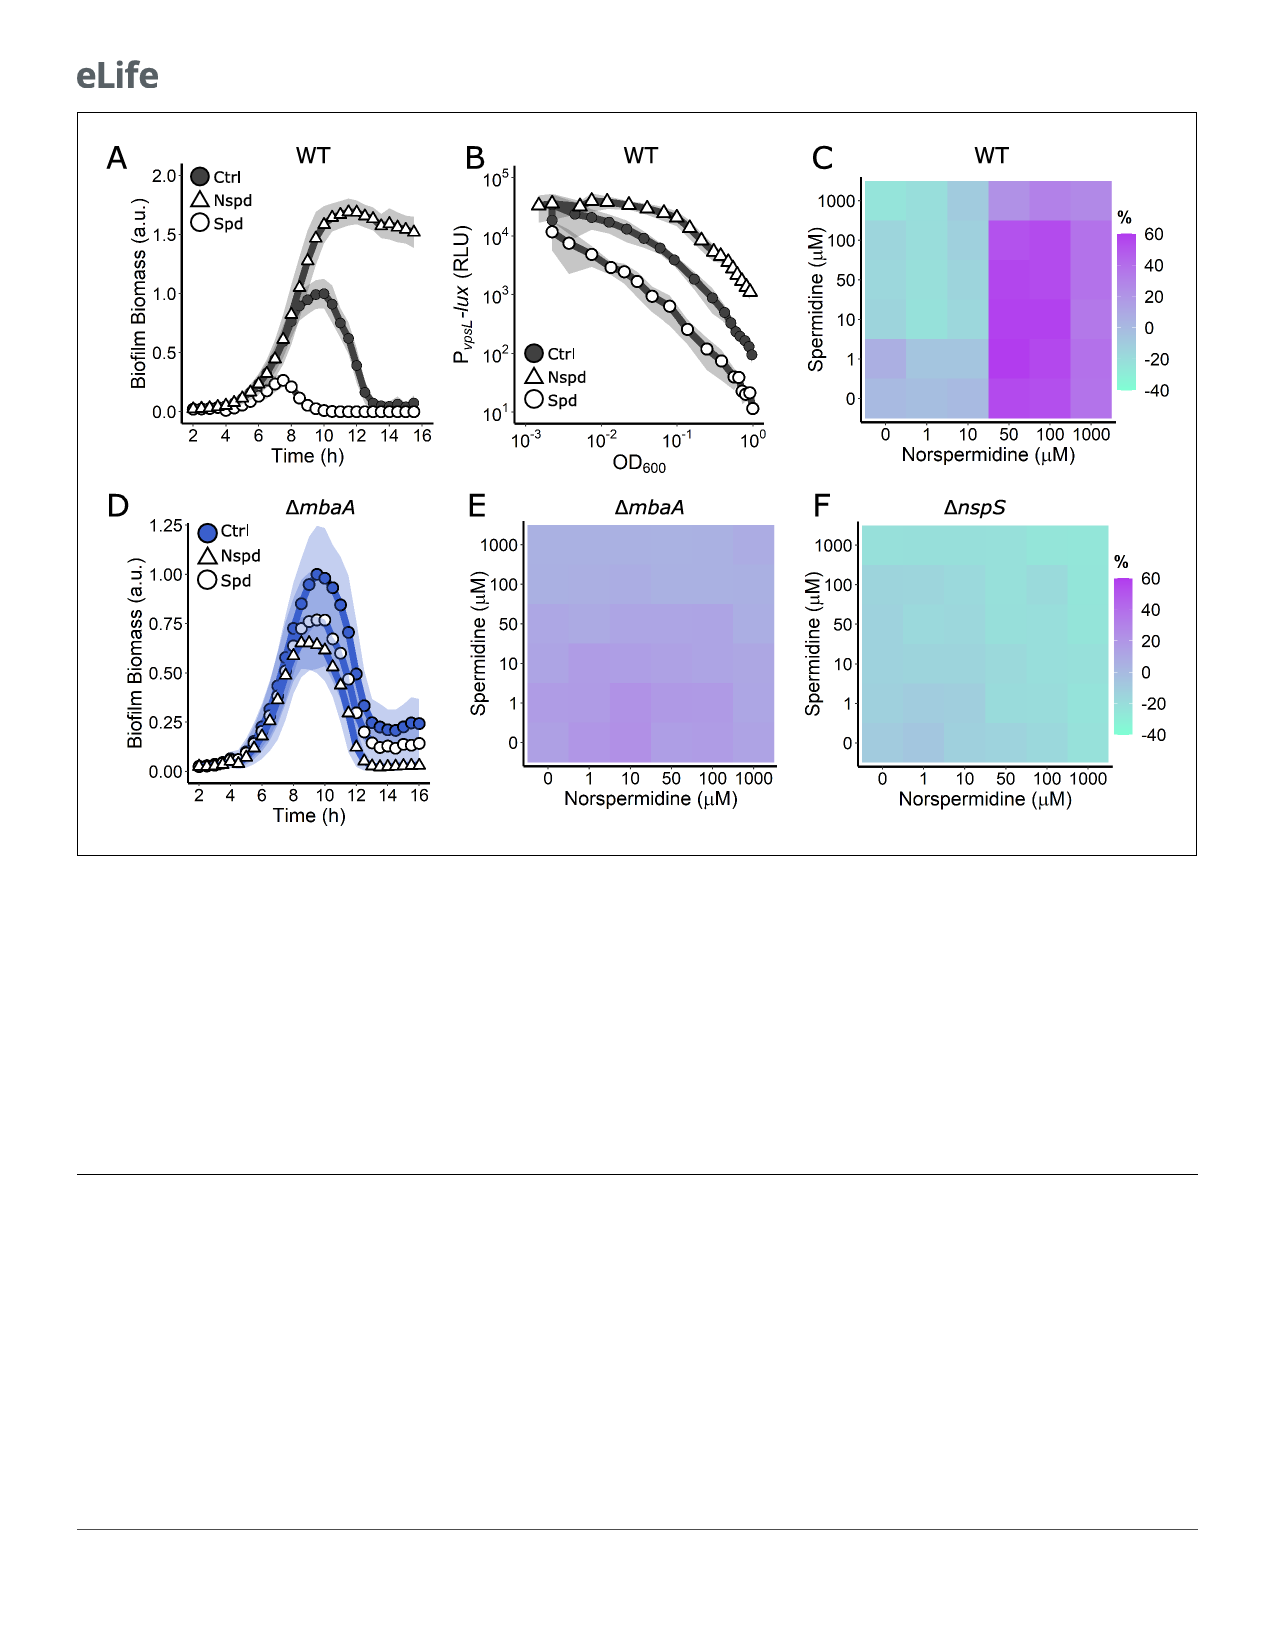 eLife
A
WT
Biofilm Biomass (a.u.)
2.0
1.5
1.0
0.5
0.0
Ctrl
Nspd
Spd
2 4 6 8 10 12 14 16
Time (h)
B
WT
PvpsL-lux (RLU)
10^5
10^4
10^3
10^2
10^1
Ctrl
Nspd
Spd
10^-3 10^-2 10^-1 10^0
OD600
C
WT
Spermidine (μM)
1000
100
50
10
1
0
0 1 10 50 100 1000
Norspermidine (μM)
%
60
40
20
0
-20
-40
D
ΔmbaA
Biofilm Biomass (a.u.)
1.25
1.00
0.75
0.50
0.25
0.00
Ctrl
Nspd
Spd
2 4 6 8 10 12 14 16
Time (h)
E
ΔmbaA
Spermidine (μM)
1000
100
50
10
1
0
0 1 10 50 100 1000
Norspermidine (μM)
F
ΔnspS
Spermidine (μM)
1000
100
50
10
1
0
0 1 10 50 100 1000
Norspermidine (μM)
%
60
40
20
0
-20
-40